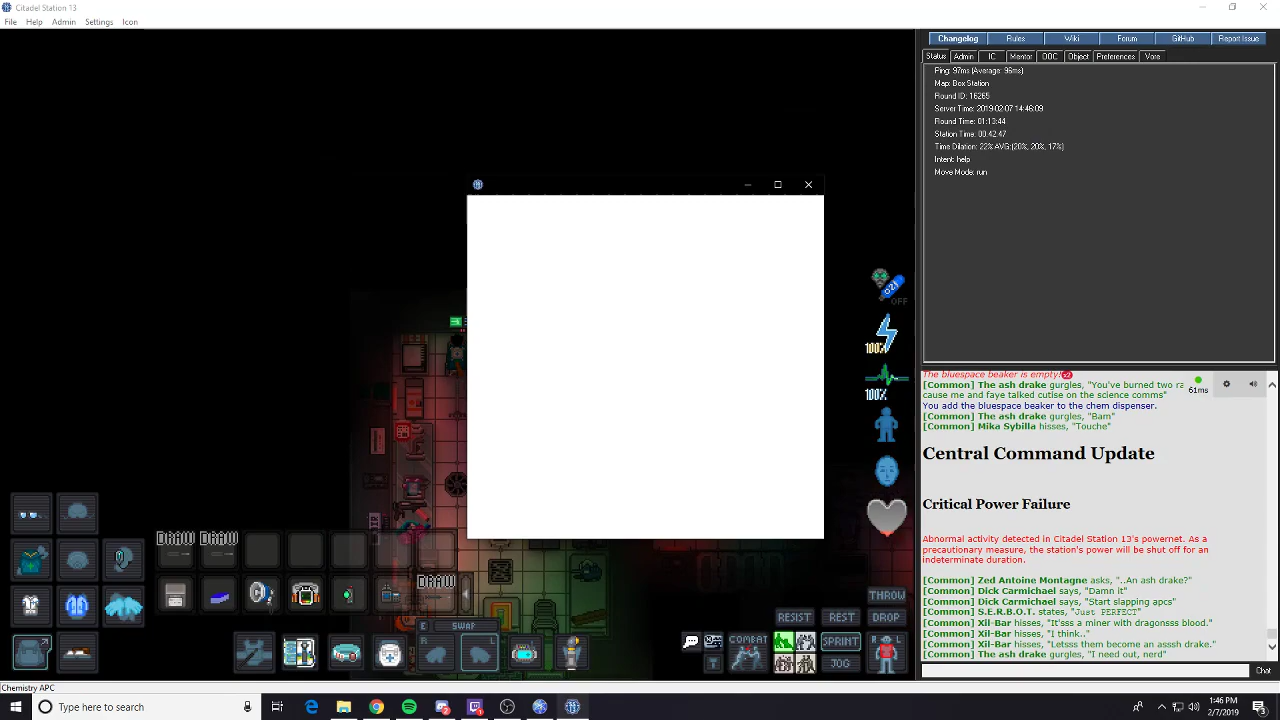 Citadel Station 13
File Help Admin Settings Icon
Changelog Rules Wiki Forum GitHub Report Issue
Status Admin IC Mentor OOC Object Preferences Vore
Ping: 97ms (Average: 96ms)
Map: Box Station
Round ID: 16265
Server Time: 2019-02-07 14:46:09
Round Time: 01:13:44
Station Time: 00:42:47
Time Dilation: 22% AVG:(20%, 20%, 17%)
Intent: help
Move Mode: run
OFF
100%
100%
The bluespace beaker is empty! x2
[Common] The ash drake gurgles, "You've burned two ra
cause me and faye talked cutise on the science comms"
61ms
You add the bluespace beaker to the chem dispenser.
[Common] The ash drake gurgles, "Bam"
[Common] Mika Sybilla hisses, "Touche"
Central Command Update
Critical Power Failure
Abnormal activity detected in Citadel Station 13's powernet. As a
precautionary measure, the station's power will be shut off for an
indeterminate duration.
[Common] Zed Antoine Montagne asks, "..An ash drake?"
[Common] Dick Carmichael says, "Damn it"
[Common] Dick Carmichael says, "Start slapping apcs"
[Common] S.E.R.B.O.T. states, "Just PERFECT"
[Common] Xil-Bar hisses, "It'sss a miner with dragonsss blood."
[Common] Xil-Bar hisses, "I think.."
[Common] Xil-Bar hisses, "Letsss them become an asssh drake."
[Common] The ash drake gurgles, "I need out, nerd"
Chat
DRAW DRAW
DRAW
THROW
RESIST REST DROP
E SWAP
R L
COMBAT SPRINT R L
JOG
Chemistry APC
Type here to search
1:46 PM
2/7/2019